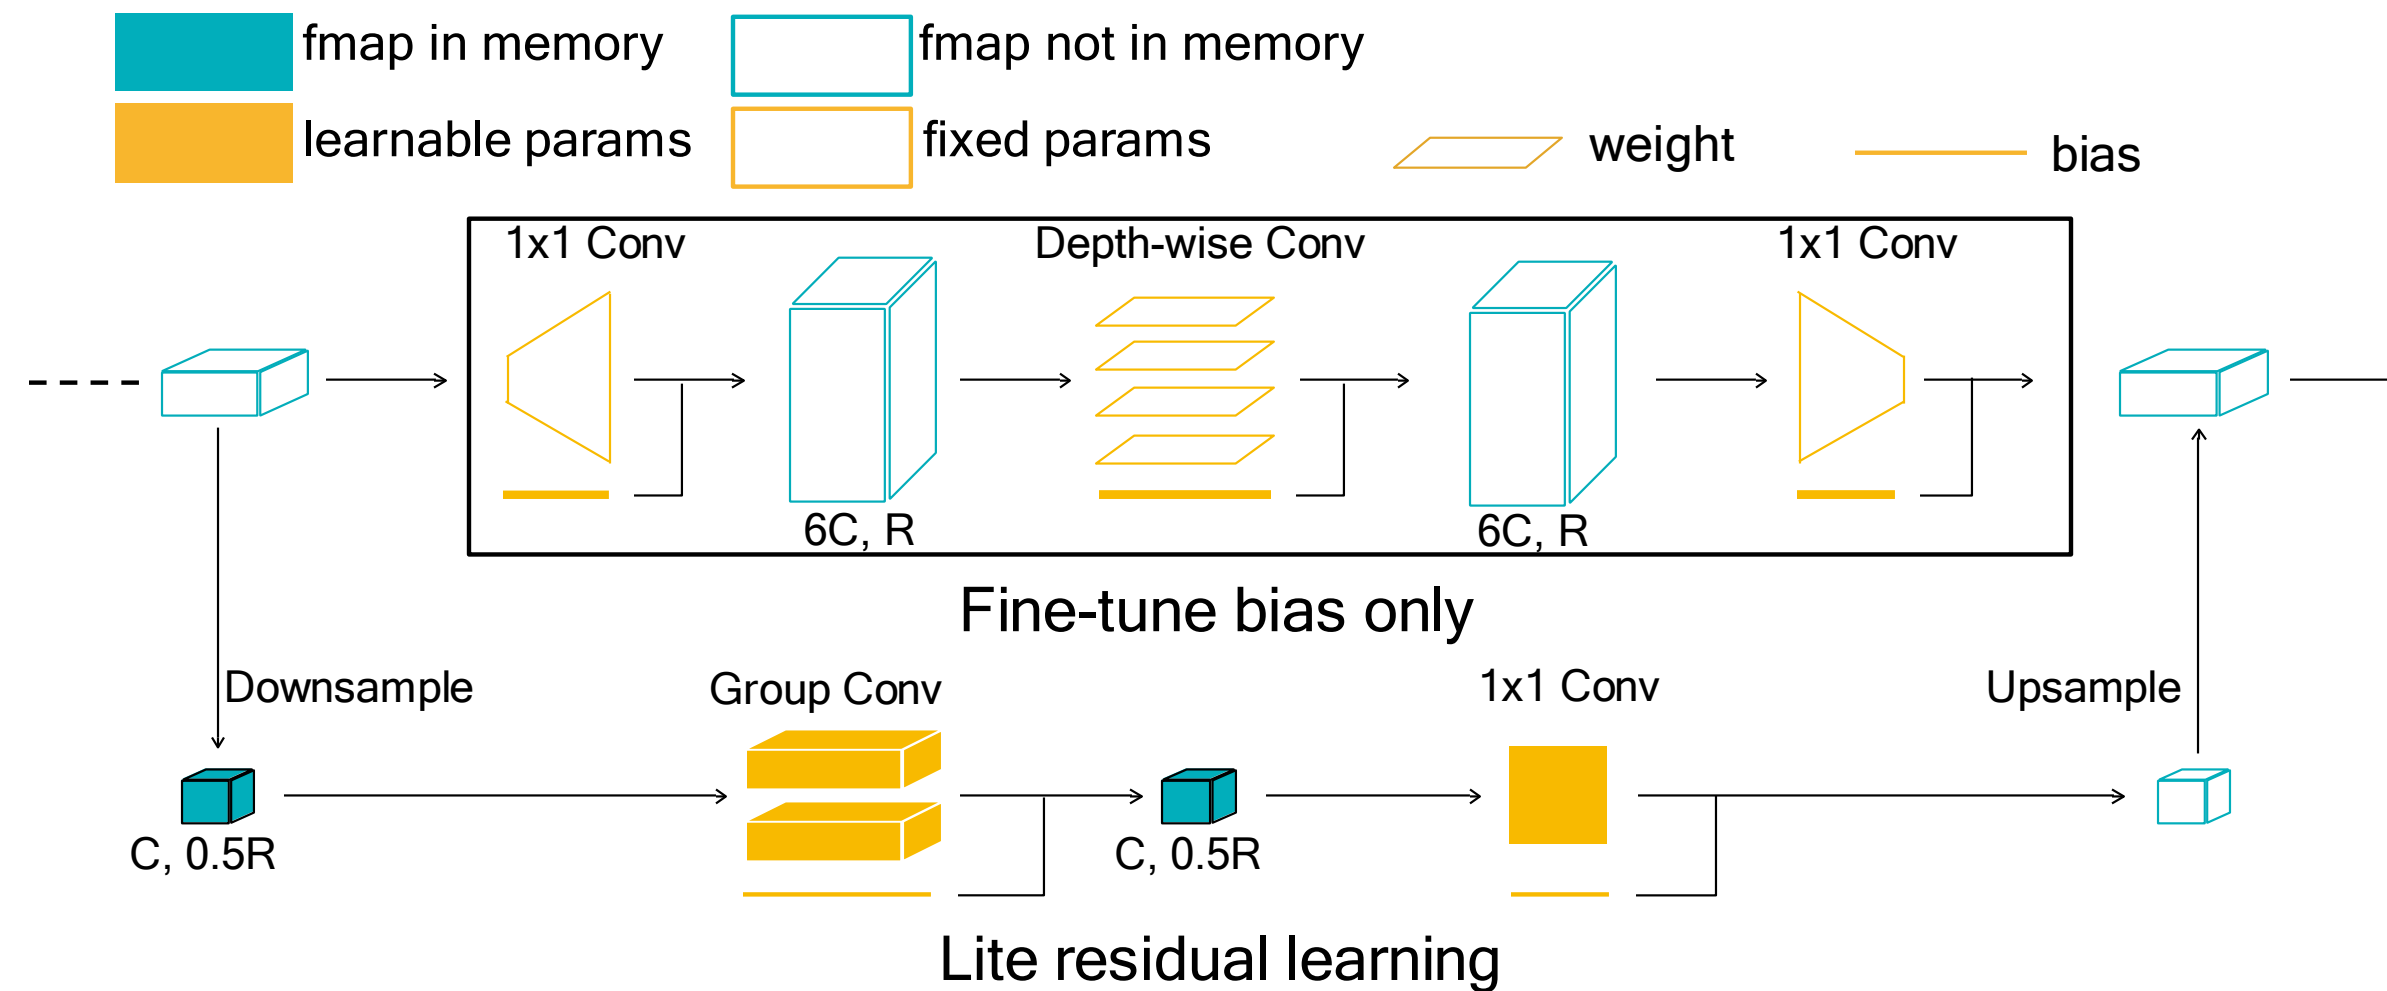 fmap in memory
fmap not in memory
learnable params
fixed params
weight
bias
1x1 Conv
Depth-wise Conv
1x1 Conv
6C, R
6C, R
Fine-tune bias only
Downsample
Group Conv
1x1 Conv
Upsample
C, 0.5R
C, 0.5R
Lite residual learning